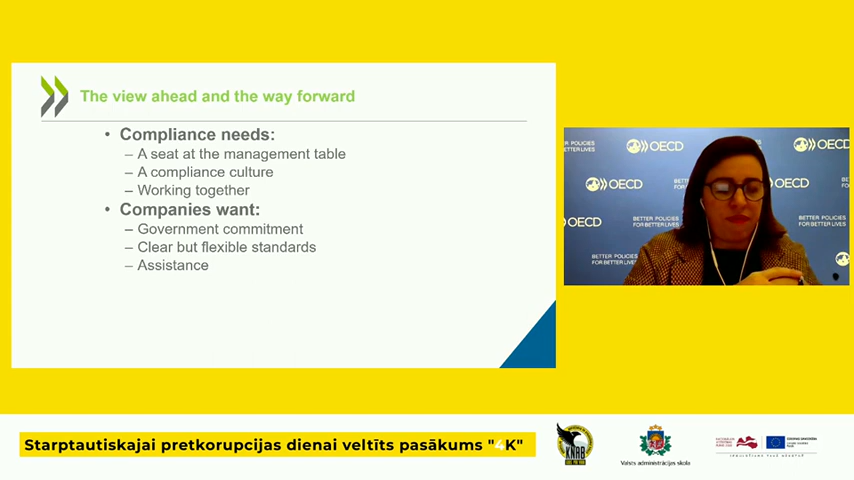 The view ahead and the way forward
• Compliance needs:
– A seat at the management table
– A compliance culture
– Working together
• Companies want:
– Government commitment
– Clear but flexible standards
– Assistance
BETTER POLICIES
FOR BETTER LIVES
OECD
OECD
OECD
OECD
OECD
BETTER POLICIES
FOR BETTER LIVES
BETTER POLICIES
FOR BETTER LIVES
Starptautiskajai pretkorupcijas dienai veltīts pasākums "4K"
KNAB
Valsts administrācijas skola